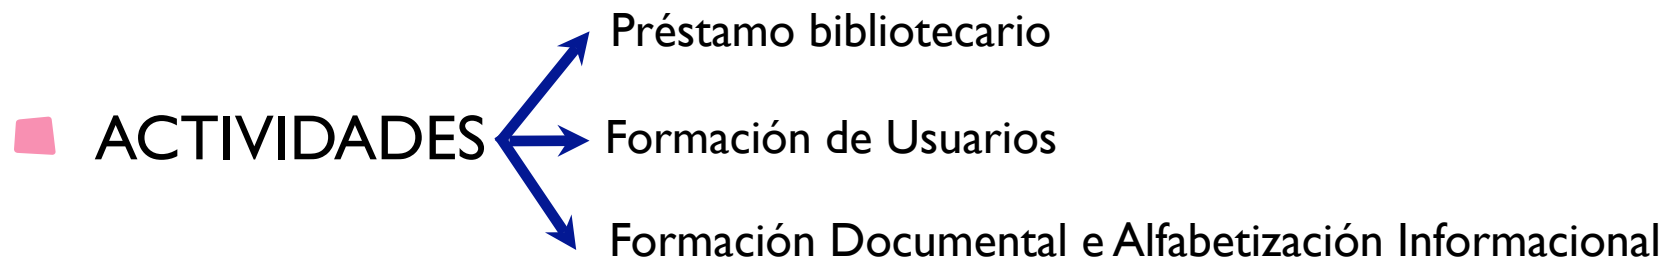 Préstamo bibliotecario
ACTIVIDADES
Formación de Usuarios
Formación Documental e Alfabetización Informacional